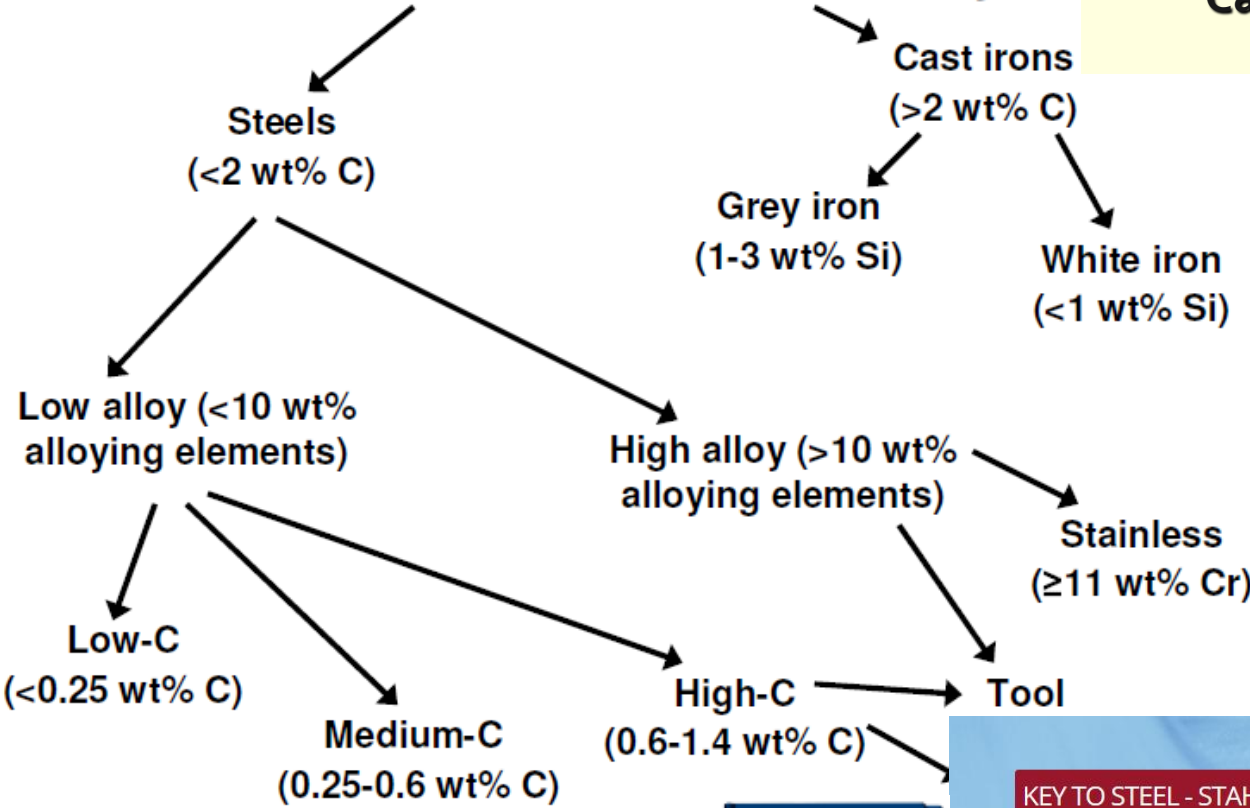 Cast irons
(>2 wt% C)
Steels
(<2 wt% C)
Grey iron
(1-3 wt% Si)
White iron
(<1 wt% Si)
Low alloy (<10 wt%
alloying elements)
High alloy (>10 wt%
alloying elements)
Stainless
(≥11 wt% Cr)
Low-C
(<0.25 wt% C)
Medium-C
(0.25-0.6 wt% C)
High-C
(0.6-1.4 wt% C)
Tool
KEY TO STEEL -